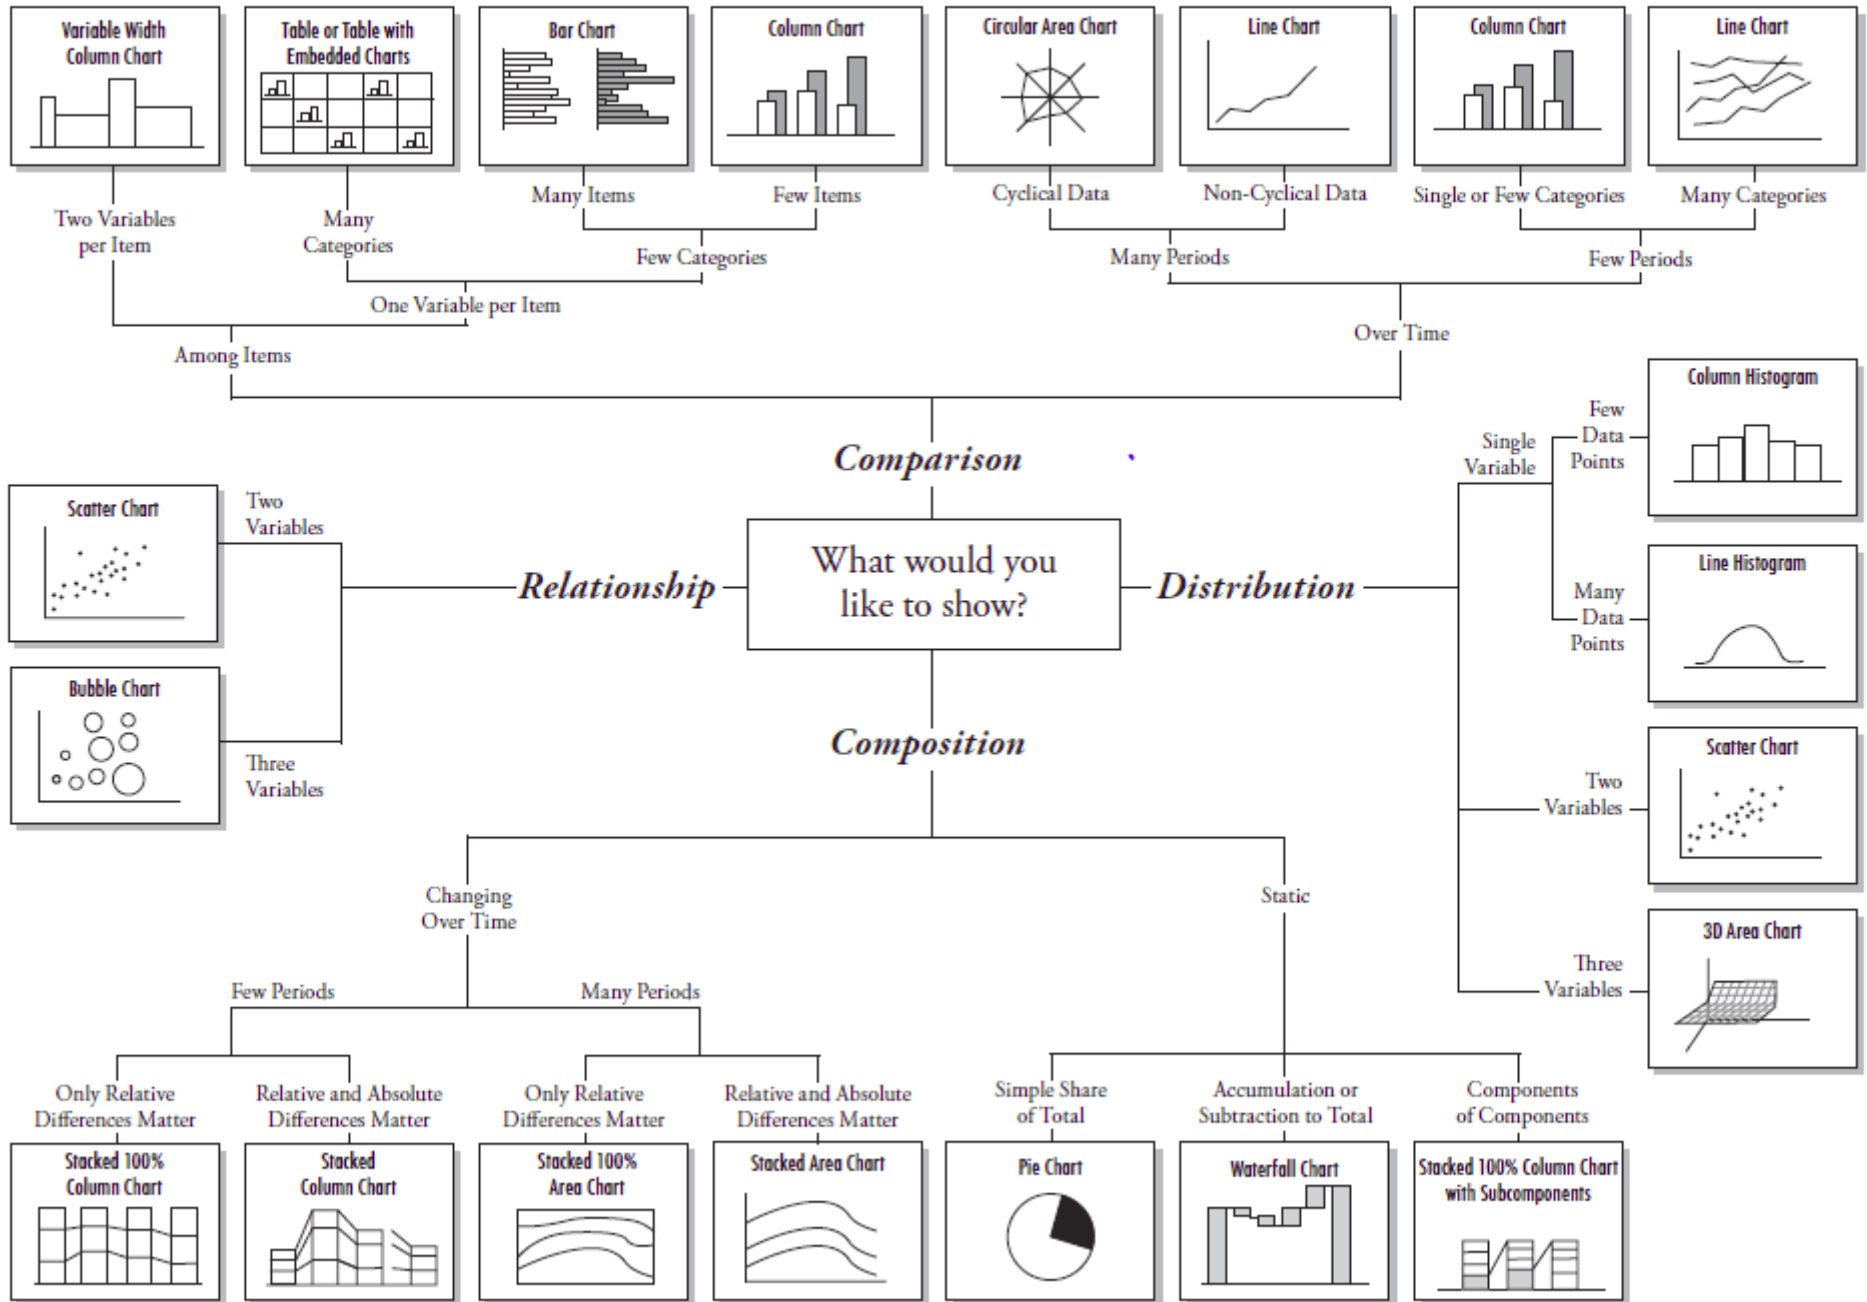 Variable Width
Column Chart
Table or Table with
Embedded Charts
Bar Chart
Column Chart
Circular Area Chart
Line Chart
Column Chart
Line Chart
Two Variables
per Item
Many
Categories
Many Items
Few Items
Cyclical Data
Non-Cyclical Data
Single or Few Categories
Many Categories
Few Categories
Many Periods
Few Periods
One Variable per Item
Over Time
Among Items
Comparison
What would you
like to show?
Relationship
Two
Variables
Scatter Chart
Three
Variables
Bubble Chart
Distribution
Single
Variable
Few
Data
Points
Column Histogram
Many
Data
Points
Line Histogram
Two
Variables
Scatter Chart
Three
Variables
3D Area Chart
Composition
Changing
Over Time
Static
Few Periods
Many Periods
Only Relative
Differences Matter
Relative and Absolute
Differences Matter
Only Relative
Differences Matter
Relative and Absolute
Differences Matter
Simple Share
of Total
Accumulation or
Subtraction to Total
Components
of Components
Stacked 100%
Column Chart
Stacked
Column Chart
Stacked 100%
Area Chart
Stacked Area Chart
Pie Chart
Waterfall Chart
Stacked 100% Column Chart
with Subcomponents